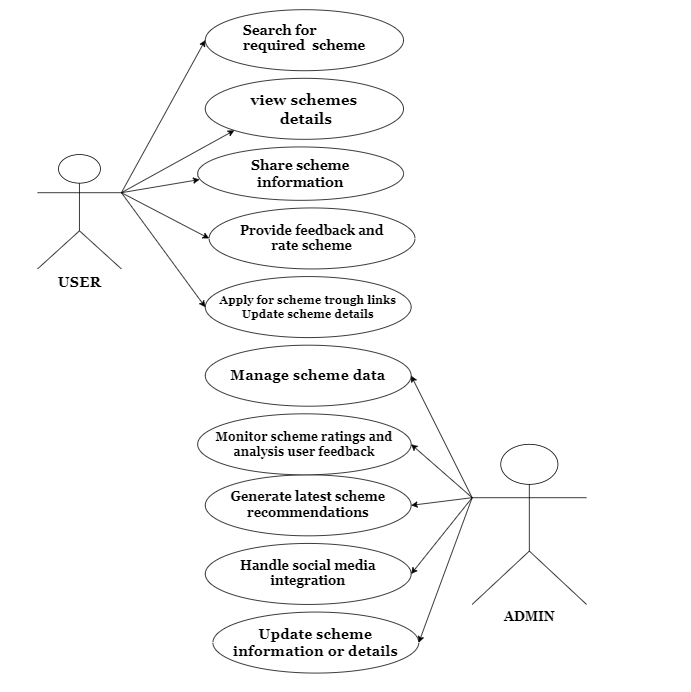 Search for
required scheme
view schemes
details
Share scheme
information
Provide feedback and
rate scheme
USER
Apply for scheme trough links
Update scheme details
Manage scheme data
Monitor scheme ratings and
analysis user feedback
Generate latest scheme
recommendations
Handle social media
integration
ADMIN
Update scheme
information or details